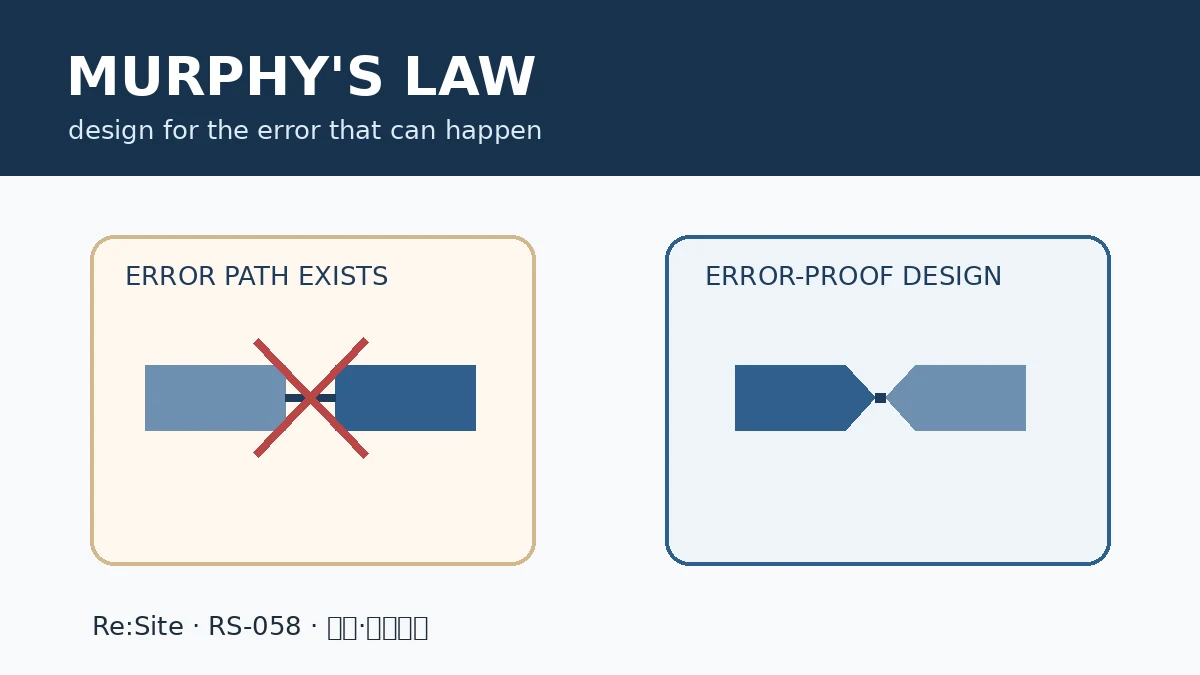 MURPHY'S LAW
design for the error that can happen
ERROR PATH EXISTS
ERROR-PROOF DESIGN
Re:Site · RS-058 ·